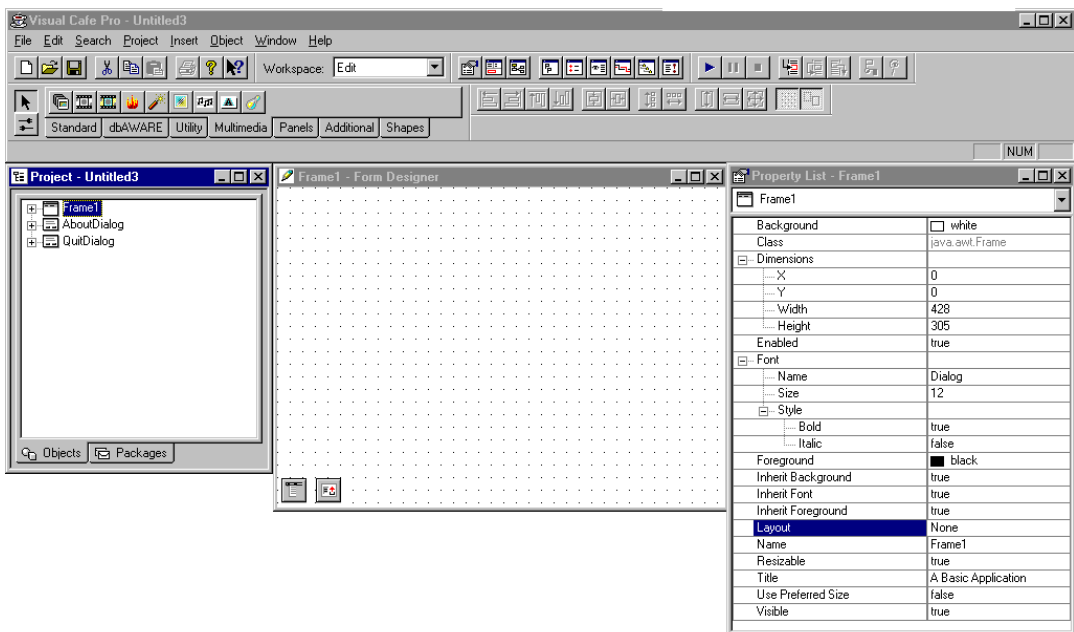 Visual Cafe Pro - Untitled3
File Edit Search Project Insert Object Window Help
Workspace: Edit
Standard dbAWARE Utility Multimedia Panels Additional Shapes
NUM
Project - Untitled3
Frame1
AboutDialog
QuitDialog
Objects Packages
Frame1 - Form Designer
Property List - Frame1
Frame1
Background white
Class java.awt.Frame
Dimensions
X 0
Y 0
Width 428
Height 305
Enabled true
Font
Name Dialog
Size 12
Style
Bold true
Italic false
Foreground black
Inherit Background true
Inherit Font true
Inherit Foreground true
Layout None
Name Frame1
Resizable true
Title A Basic Application
Use Preferred Size false
Visible true